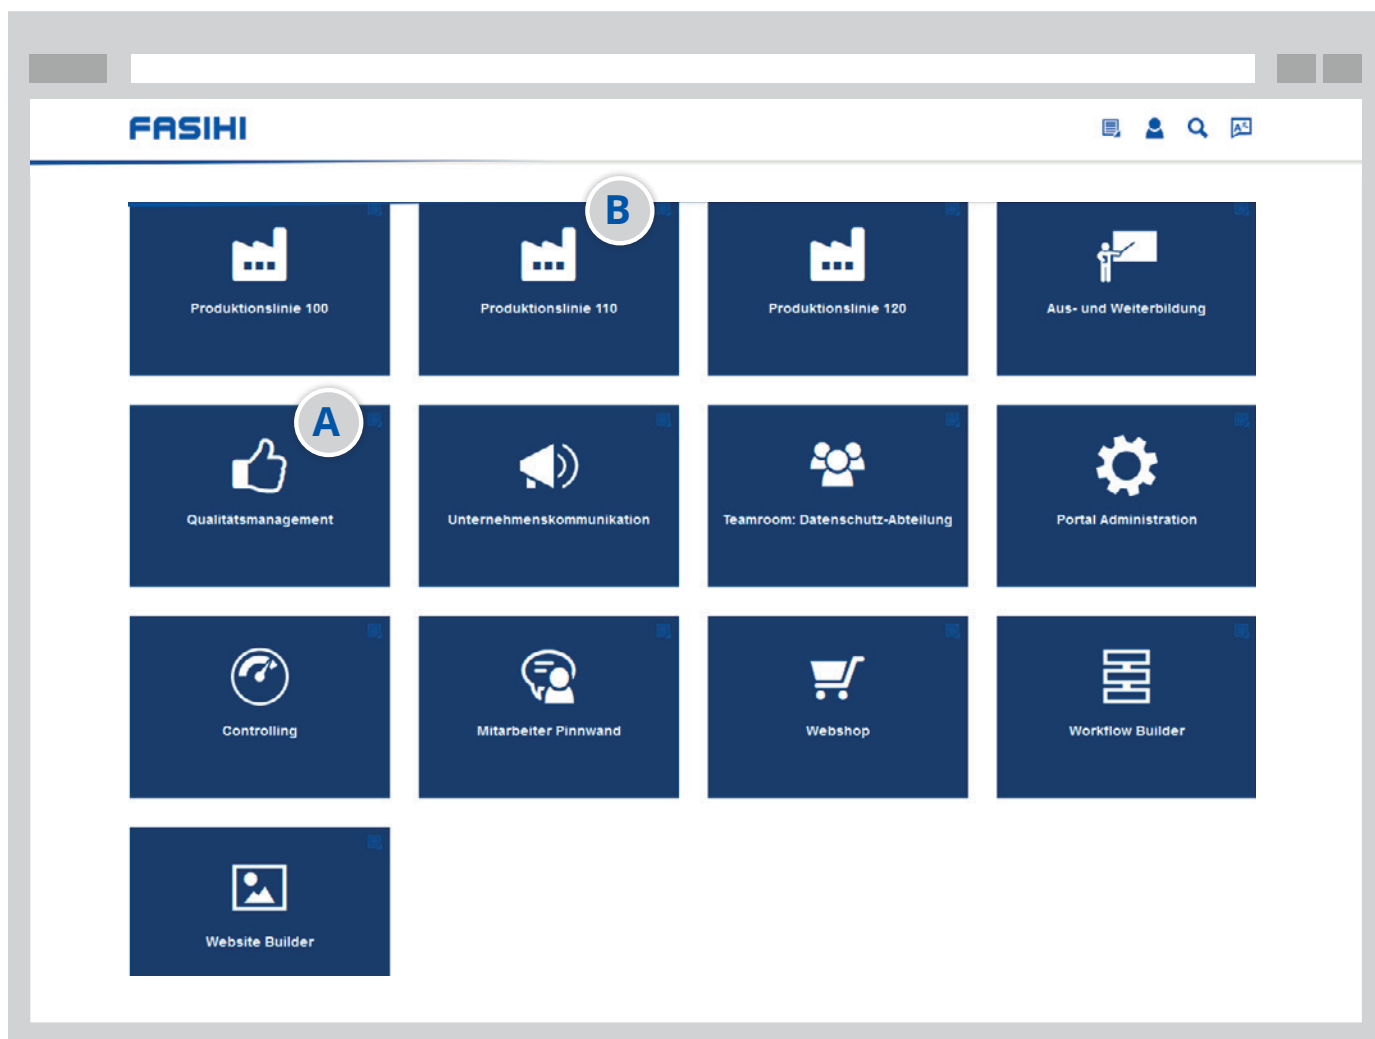 FASIHI
B
Produktionslinie 100
Produktionslinie 110
Produktionslinie 120
Aus- und Weiterbildung
A
Qualitätsmanagement
Unternehmenskommunikation
Teamroom: Datenschutz-Abteilung
Portal Administration
Controlling
Mitarbeiter Pinnwand
Webshop
Workflow Builder
Website Builder